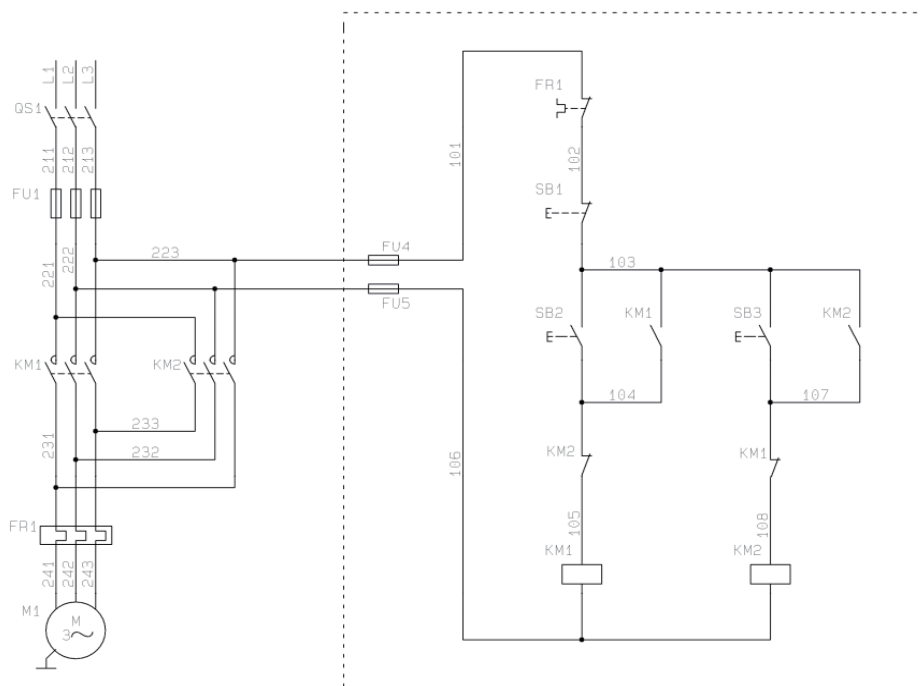 L1 L2 L3
QS1
211 212 213
FU1
221 222 223
KM1 KM2
233
231 232
FR1
241 242 243
M1
M
3
FU4
FU5
101
106
FR1
102
SB1
103
SB2 KM1 SB3 KM2
104 107
KM2 KM1
105 108
KM1 KM2